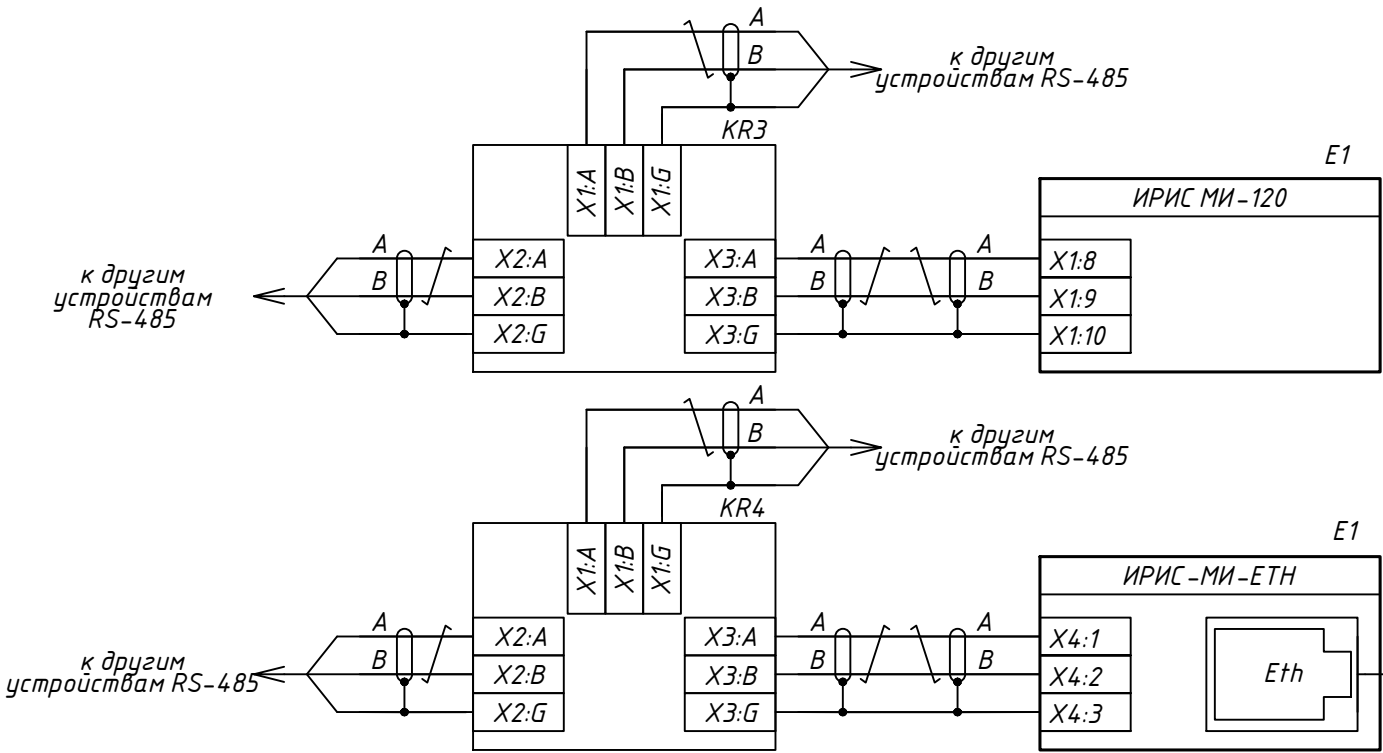 A
B
к другим
устройствам RS-485
KR3
E1
X1:A
X1:B
X1:G
ИРИС МИ-120
A
B
X2:A
X2:B
X2:G
X3:A
X3:B
X3:G
A
B
A
B
X1:8
X1:9
X1:10
к другим
устройствам
RS-485
A
B
к другим
устройствам RS-485
KR4
E1
X1:A
X1:B
X1:G
ИРИС-МИ-ETH
A
B
X2:A
X2:B
X2:G
X3:A
X3:B
X3:G
A
B
A
B
X4:1
X4:2
X4:3
Eth
к другим
устройствам RS-485